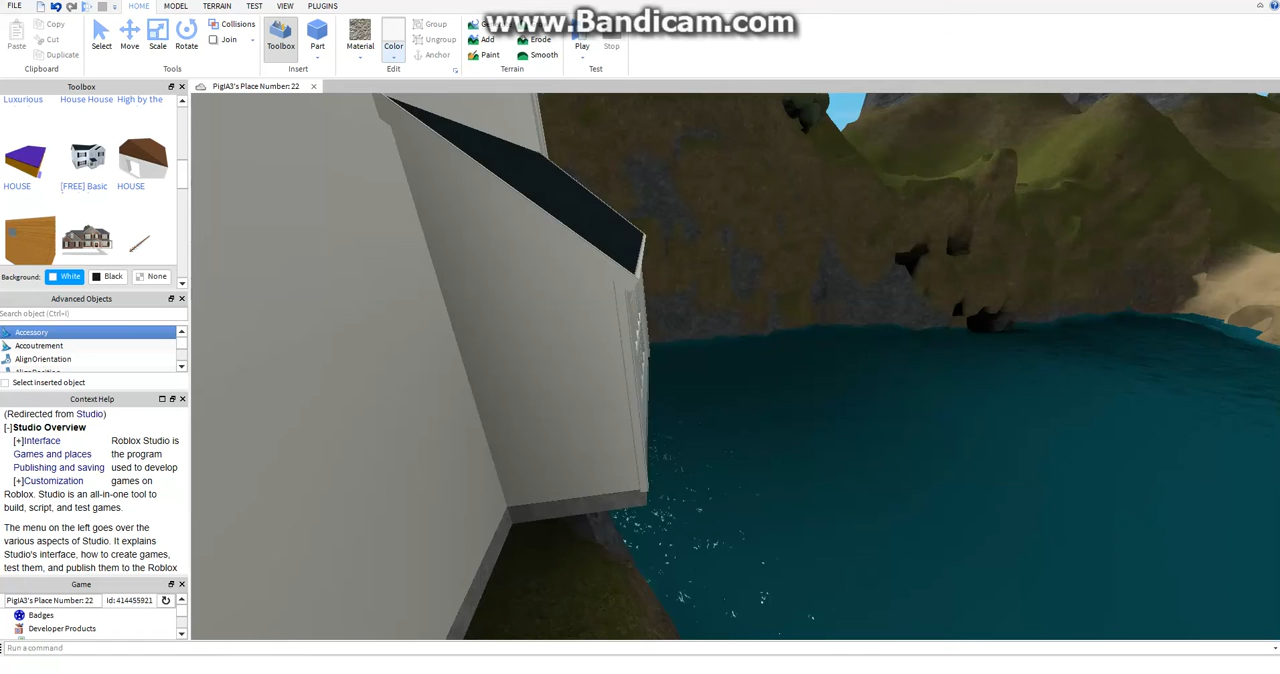 FILE HOME MODEL TERRAIN TEST VIEW PLUGINS
www.Bandicam.com
Copy Collisions Group
Cut Join Ungroup Add Erode
Paste Duplicate Select Move Scale Rotate Toolbox Part Material Color Anchor Paint Smooth Play Stop
Clipboard Tools Insert Edit Terrain Test
Toolbox
PigIA3's Place Number: 22
Luxurious House House High by the
HOUSE [FREE] Basic HOUSE
Background: White Black None
Advanced Objects
Search object (Ctrl+i)
Accessory
Accoutrement
AlignOrientation
Select inserted object
Context Help
(Redirected from Studio)
[-]Studio Overview
[+]Interface
Games and places
Publishing and saving
[+]Customization
Roblox Studio is
the program
used to develop
games on
Roblox. Studio is an all-in-one tool to
build, script, and test games.
The menu on the left goes over the
various aspects of Studio. It explains
Studio's interface, how to create games,
test them, and publish them to the Roblox
Game
PigIA3's Place Number: 22 Id: 414455921
Badges
Developer Products
Run a command